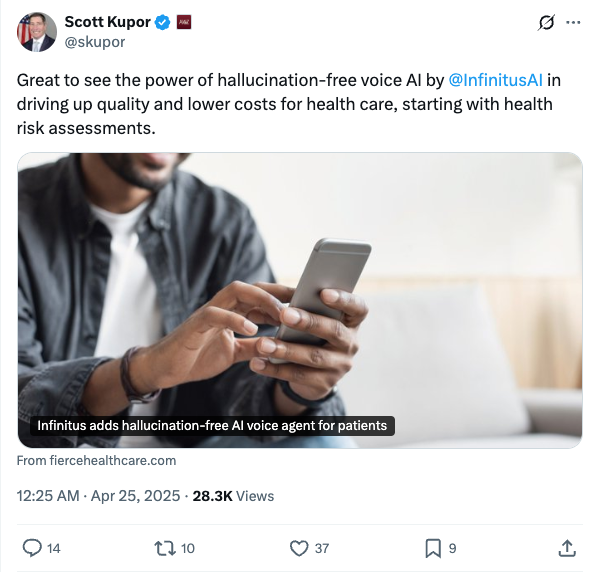 Scott Kupor
@skupor
Great to see the power of hallucination-free voice AI by @InfinitusAI in
driving up quality and lower costs for health care, starting with health
risk assessments.
Infinitus adds hallucination-free AI voice agent for patients
From fiercehealthcare.com
12:25 AM · Apr 25, 2025 · 28.3K Views
14 10 37 9